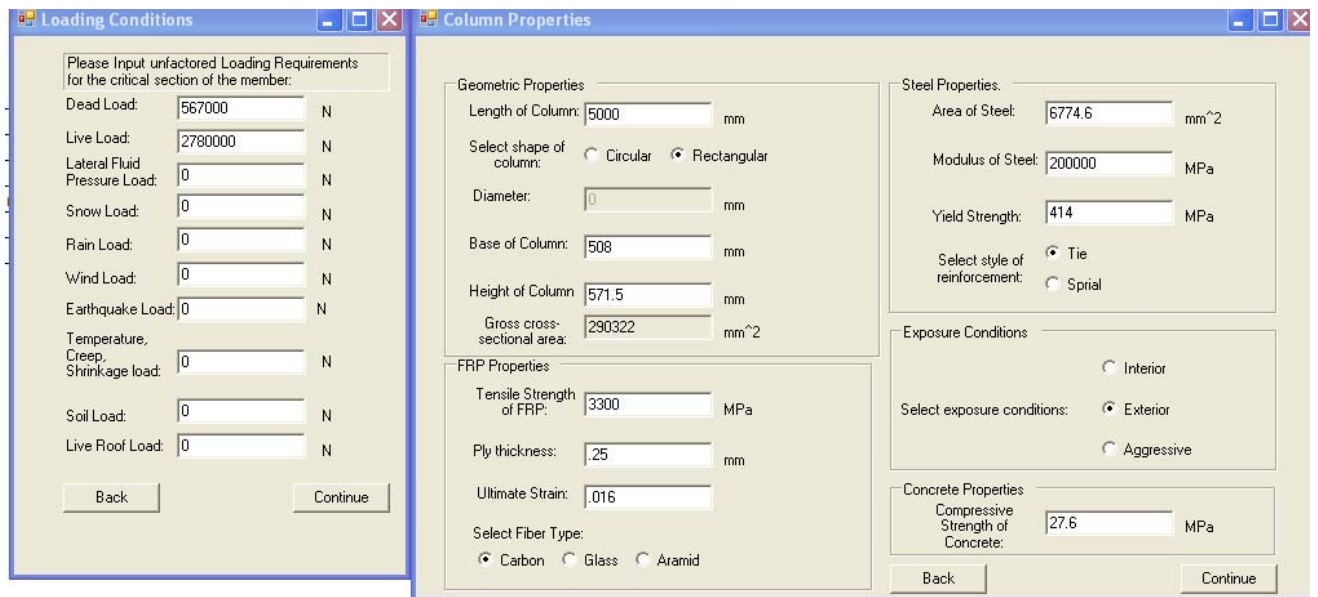 Loading Conditions
Please Input unfactored Loading Requirements
for the critical section of the member:
Dead Load: 567000 N
Live Load: 2780000 N
Lateral Fluid
Pressure Load: 0 N
Snow Load: 0 N
Rain Load: 0 N
Wind Load: 0 N
Earthquake Load: 0 N
Temperature,
Creep,
Shrinkage load: 0 N
Soil Load: 0 N
Live Roof Load: 0 N
Back Continue
Column Properties
Geometric Properties
Length of Column: 5000 mm
Select shape of
column: Circular Rectangular
Diameter: 0 mm
Base of Column: 508 mm
Height of Column 571.5 mm
Gross cross-
sectional area: 290322 mm^2
FRP Properties
Tensile Strength
of FRP: 3300 MPa
Ply thickness: .25 mm
Ultimate Strain: .016
Select Fiber Type:
Carbon Glass Aramid
Steel Properties.
Area of Steel: 6774.6 mm^2
Modulus of Steel: 200000 MPa
Yield Strength: 414 MPa
Select style of
reinforcement:
Tie
Sprial
Exposure Conditions
Interior
Select exposure conditions: Exterior
Aggressive
Concrete Properties
Compressive
Strength of
Concrete: 27.6 MPa
Back Continue